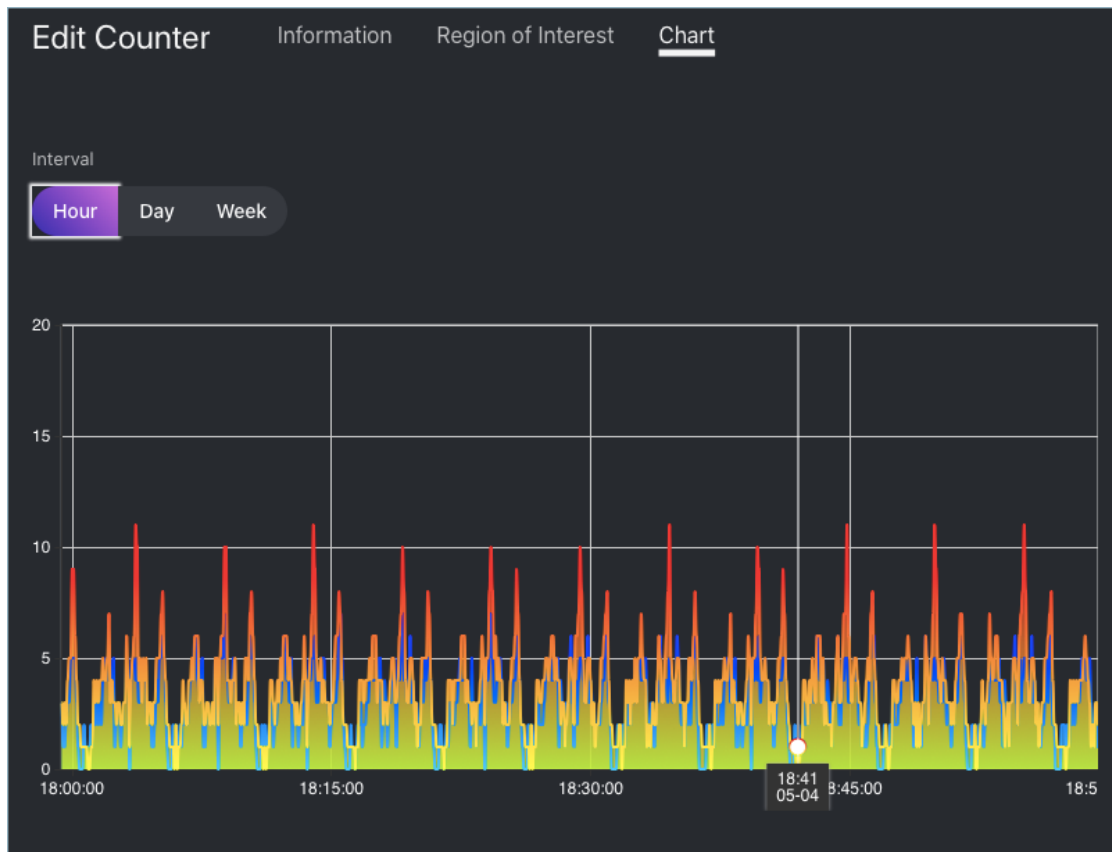 Edit Counter Information Region of Interest Chart
Interval
Hour Day Week
20
15
10
5
0
18:00:00 18:15:00 18:30:00 8:45:00 18:5
18:41
05-04